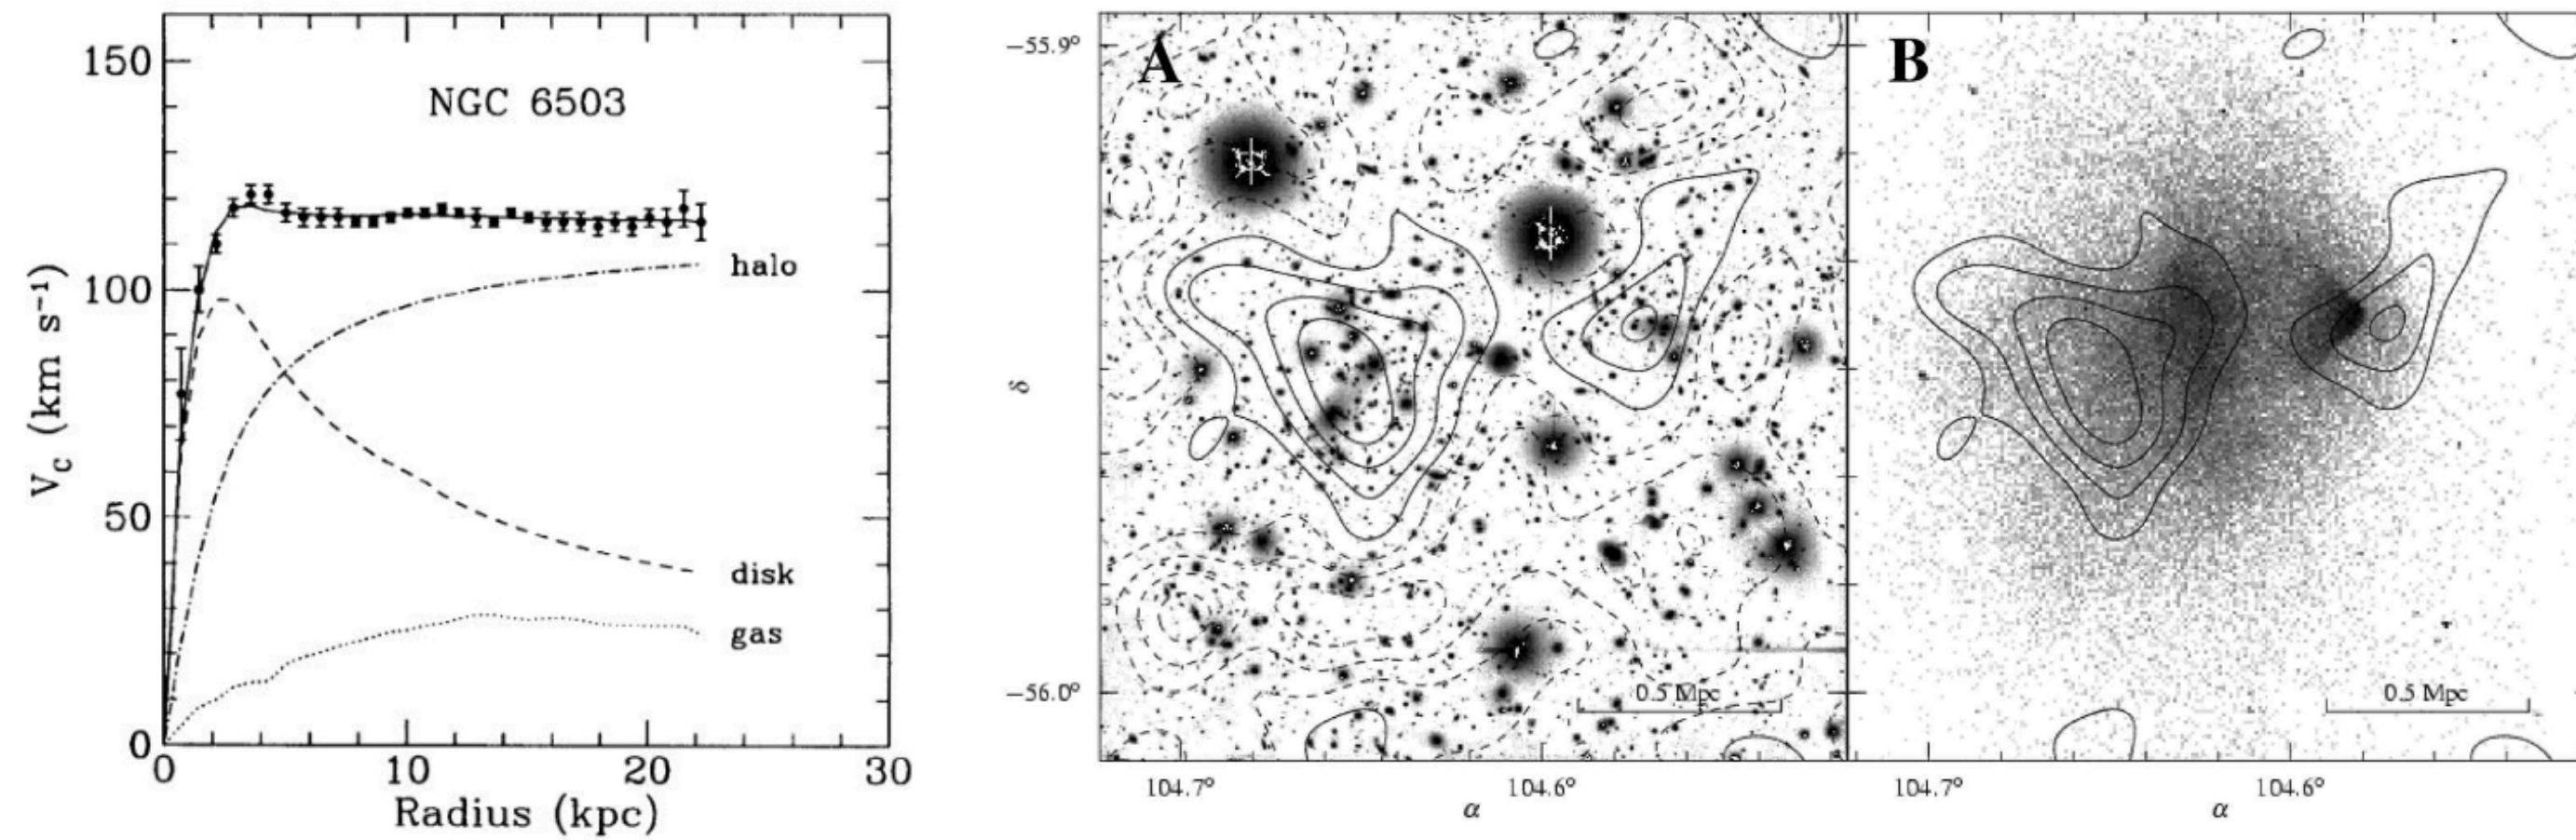 150
NGC 6503
100
halo
V_c (km s⁻¹)
50
disk
gas
0
0 10 20 30
Radius (kpc)
A
−55.9°
δ
−56.0°
0.5 Mpc
104.7° 104.6°
α
B
0.5 Mpc
104.7° 104.6°
α